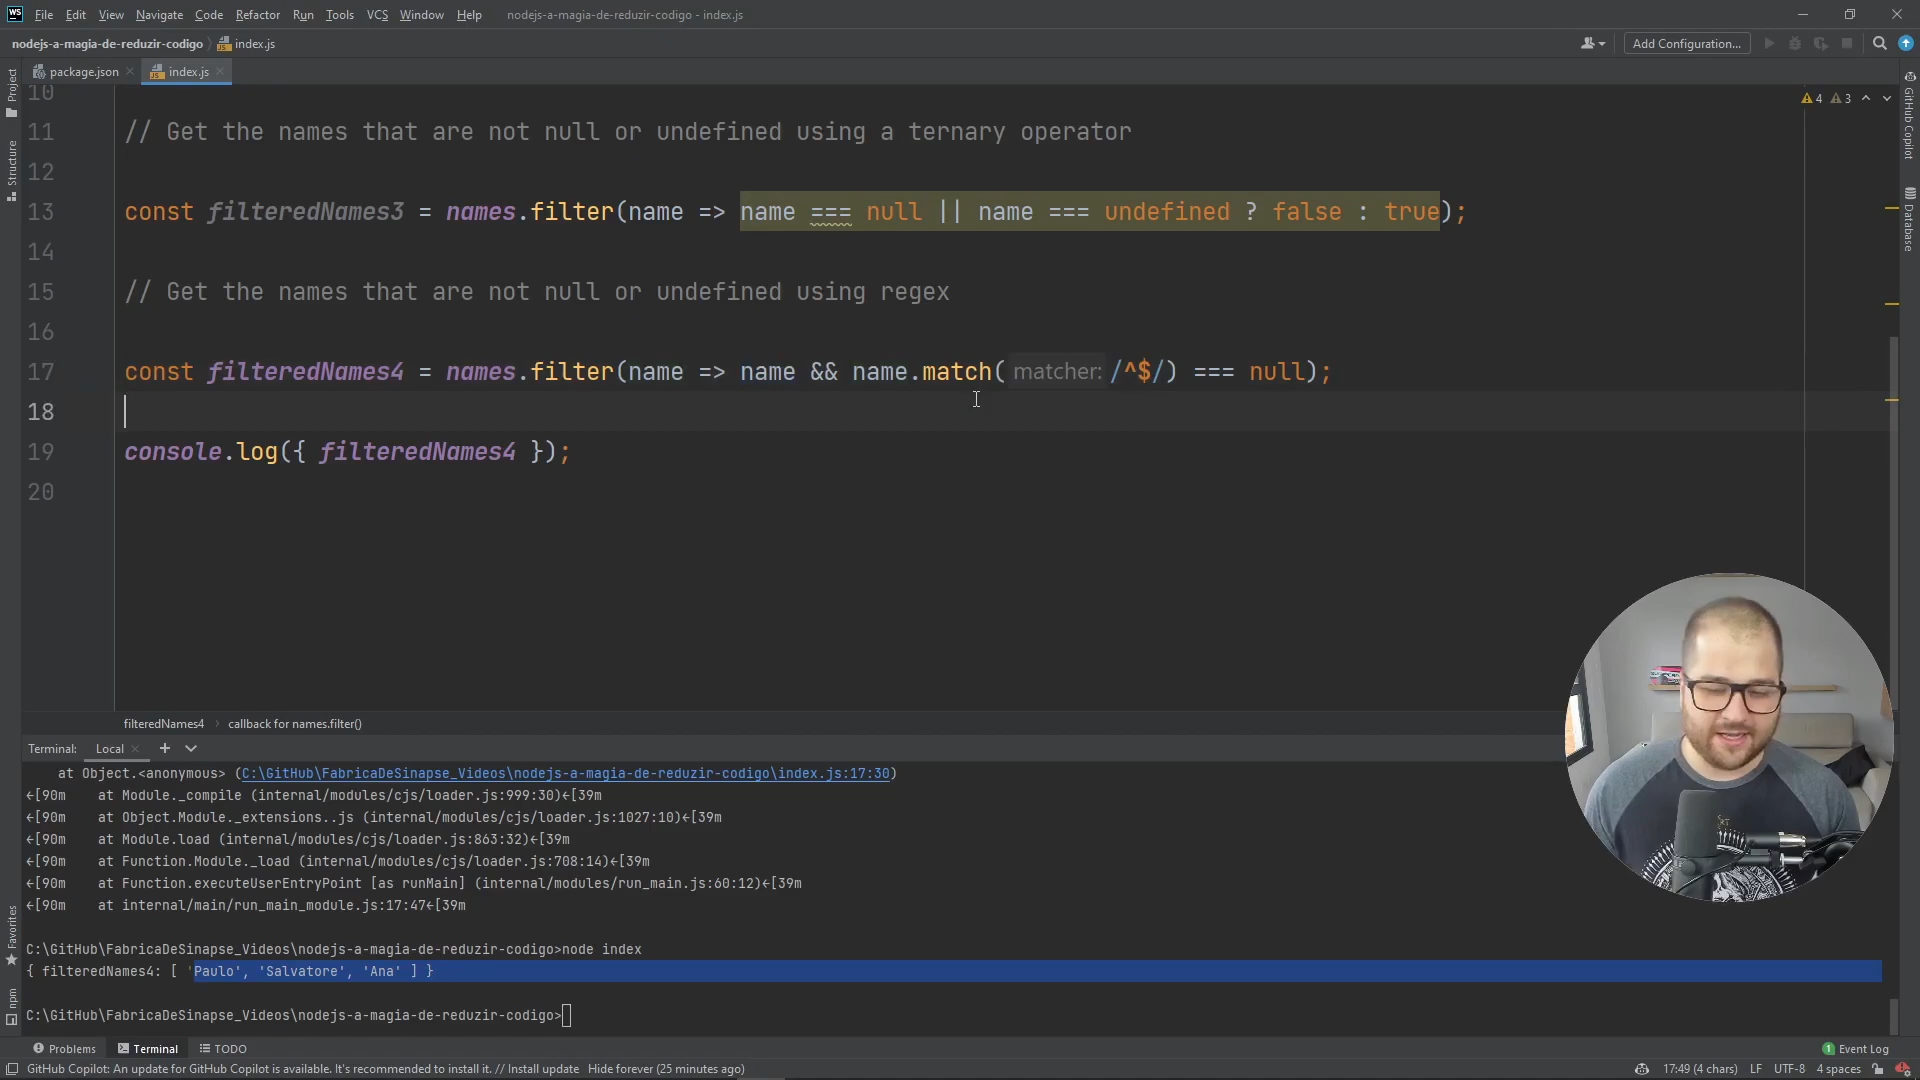 WS File Edit View Navigate Code Refactor Run Tools VCS Window Help nodejs-a-magia-de-reduzir-codigo - index.js
nodejs-a-magia-de-reduzir-codigo index.js Add Configuration...
package.json index.js
10
4 3
11 // Get the names that are not null or undefined using a ternary operator
12
13 const filteredNames3 = names.filter(name => name === null || name === undefined ? false : true);
14
15 // Get the names that are not null or undefined using regex
16
17 const filteredNames4 = names.filter(name => name && name.match( matcher: /^$/) === null);
18
19 console.log({ filteredNames4 });
20
Project
Structure
Favorites
npm
GitHub Copilot
Database
filteredNames4 callback for names.filter()
Terminal: Local
at Object.<anonymous> (C:\GitHub\FabricaDeSinapse_Videos\nodejs-a-magia-de-reduzir-codigo\index.js:17:30)
←[90m at Module._compile (internal/modules/cjs/loader.js:999:30)←[39m
←[90m at Object.Module._extensions..js (internal/modules/cjs/loader.js:1027:10)←[39m
←[90m at Module.load (internal/modules/cjs/loader.js:863:32)←[39m
←[90m at Function.Module._load (internal/modules/cjs/loader.js:708:14)←[39m
←[90m at Function.executeUserEntryPoint [as runMain] (internal/modules/run_main.js:60:12)←[39m
←[90m at internal/main/run_main_module.js:17:47←[39m
C:\GitHub\FabricaDeSinapse_Videos\nodejs-a-magia-de-reduzir-codigo>node index
{ filteredNames4: [ 'Paulo', 'Salvatore', 'Ana' ] }
C:\GitHub\FabricaDeSinapse_Videos\nodejs-a-magia-de-reduzir-codigo>
Problems Terminal TODO 1 Event Log
GitHub Copilot: An update for GitHub Copilot is available. It's recommended to install it. // Install update Hide forever (25 minutes ago) 17:49 (4 chars) LF UTF-8 4 spaces